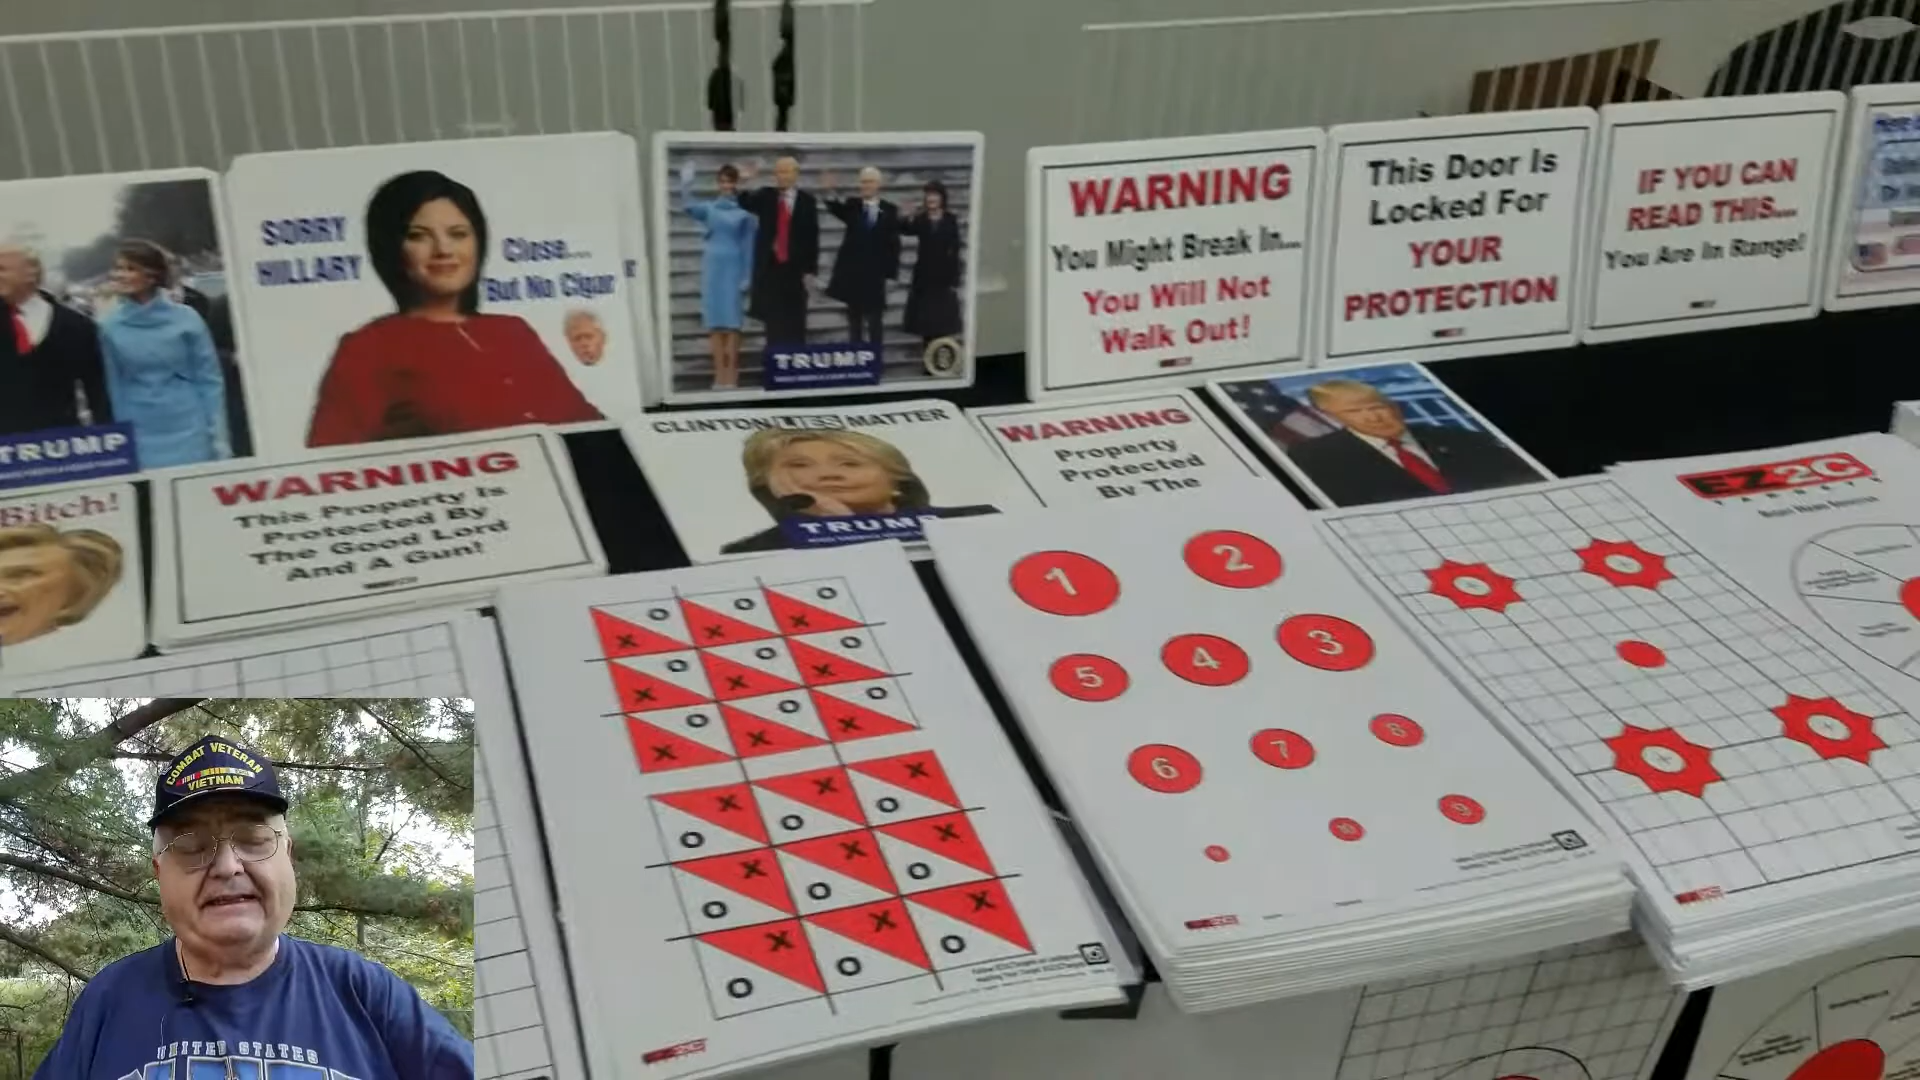 SORRY
HILLARY
Close...
But No Cigar
TRUMP
WARNING
You Might Break In...
You Will Not
Walk Out!
This Door Is
Locked For
YOUR
PROTECTION
IF YOU CAN
READ THIS...
You Are In Range!
TRUMP
Bitch!
WARNING
This Property Is
Protected By
The Good Lord
And A Gun!
CLINTON LIES MATTER
TRUMP
WARNING
Property
Protected
By The
EZ2C
TARGETS
O O O
X X X
O O O
X X X
O O O
X X X
X X X
O O O
X X X
O O O
X X X
O O O
1 2
5 4 3
6 7 8
10 9
COMBAT VETERAN
VIETNAM
UNITED STATES